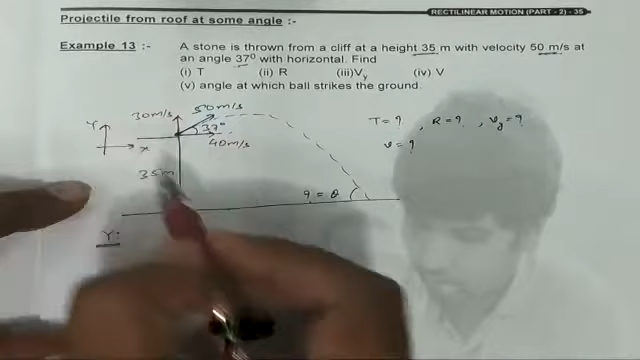 RECTILINEAR MOTION (PART - 2) - 35
Projectile from roof at some angle :-
Example 13 :- A stone is thrown from a cliff at a height 35 m with velocity 50 m/s at
an angle 37⁰ with horizontal. Find
(i) T (ii) R (iii)Vy (iv) V
(v) angle at which ball strikes the ground.
30m/s 50m/s
Y 37° T = ? , R = ? , vy = ?
x 40m/s v = ?
35m
? = θ
Y: